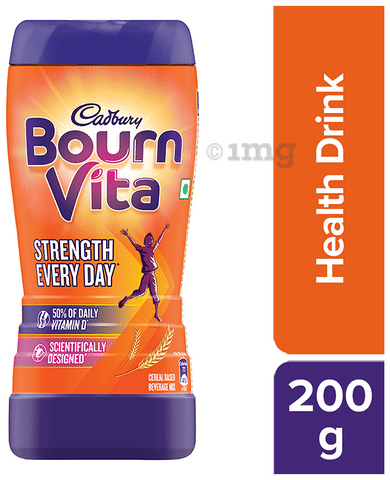 Cadbury
Bourn
Vita
STRENGTH
EVERY DAY*
50% OF DAILY
VITAMIN D*
SCIENTIFICALLY
DESIGNED*
CEREAL BASED
BEVERAGE MIX
© 1mg
Health Drink
200
g